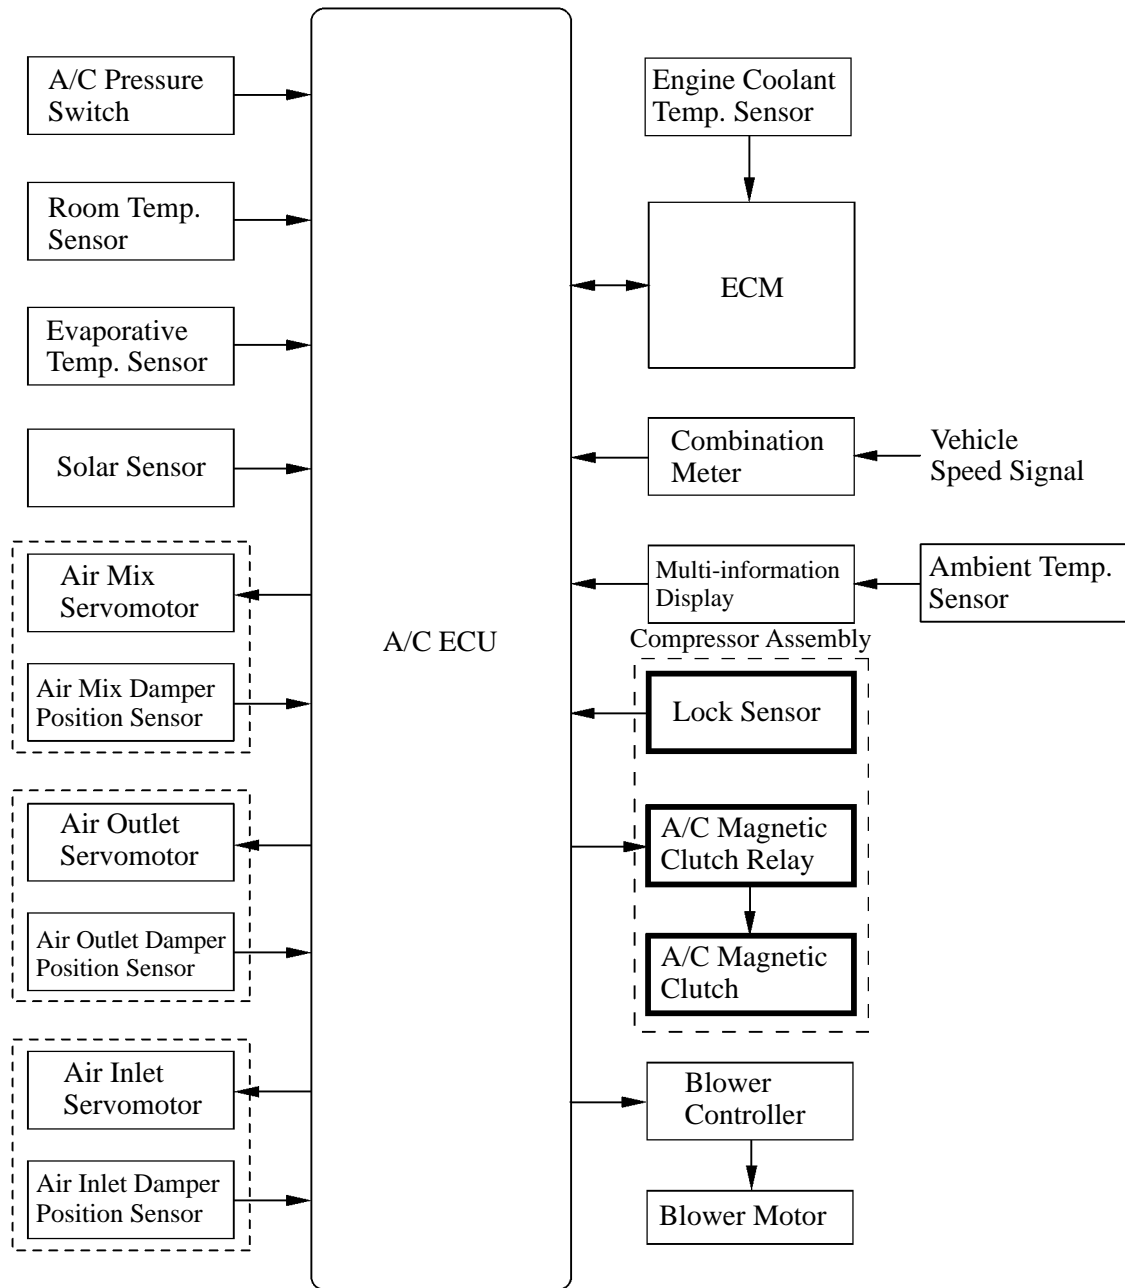 A/C Pressure
Switch
Room Temp.
Sensor
Evaporative
Temp. Sensor
Solar Sensor
Air Mix
Servomotor
Air Mix Damper
Position Sensor
Air Outlet
Servomotor
Air Outlet Damper
Position Sensor
Air Inlet
Servomotor
Air Inlet Damper
Position Sensor
A/C ECU
Engine Coolant
Temp. Sensor
ECM
Combination
Meter
Vehicle
Speed Signal
Multi-information
Display
Ambient Temp.
Sensor
Compressor Assembly
Lock Sensor
A/C Magnetic
Clutch Relay
A/C Magnetic
Clutch
Blower
Controller
Blower Motor